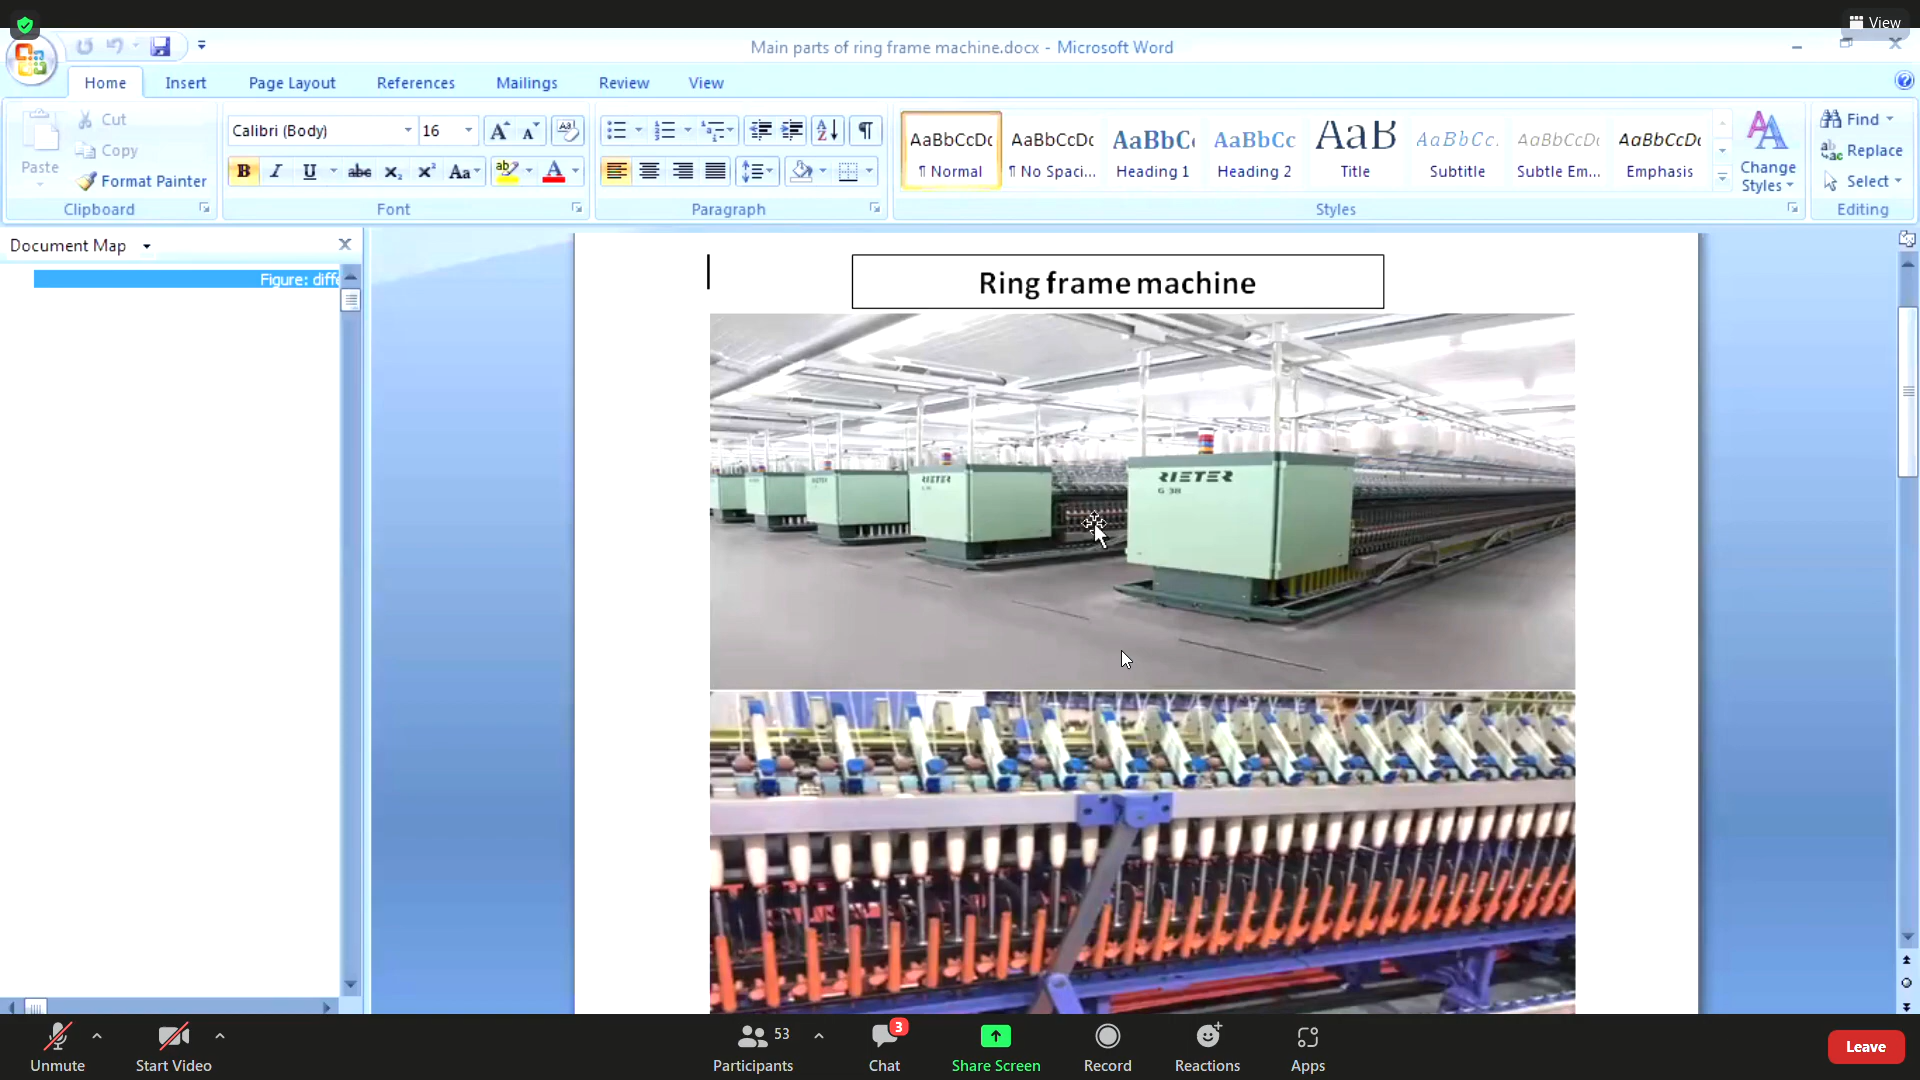 View
Main parts of ring frame machine.docx - Microsoft Word
Home Insert Page Layout References Mailings Review View
Paste
Cut
Copy
Format Painter
Clipboard
Calibri (Body) 16
Font
Paragraph
AaBbCcDc AaBbCcDc AaBbC AaBbCc AaB AaBbCc. AaBbCcDc AaBbCcDc
¶ Normal ¶ No Spaci... Heading 1 Heading 2 Title Subtitle Subtle Em... Emphasis
Change Styles
Styles
Find
Replace
Select
Editing
Document Map
Figure: diff
Ring frame machine
RIETER
G 38
RIETER
Unmute
Start Video
Participants 53
Chat 3
Share Screen
Record
Reactions
Apps
Leave